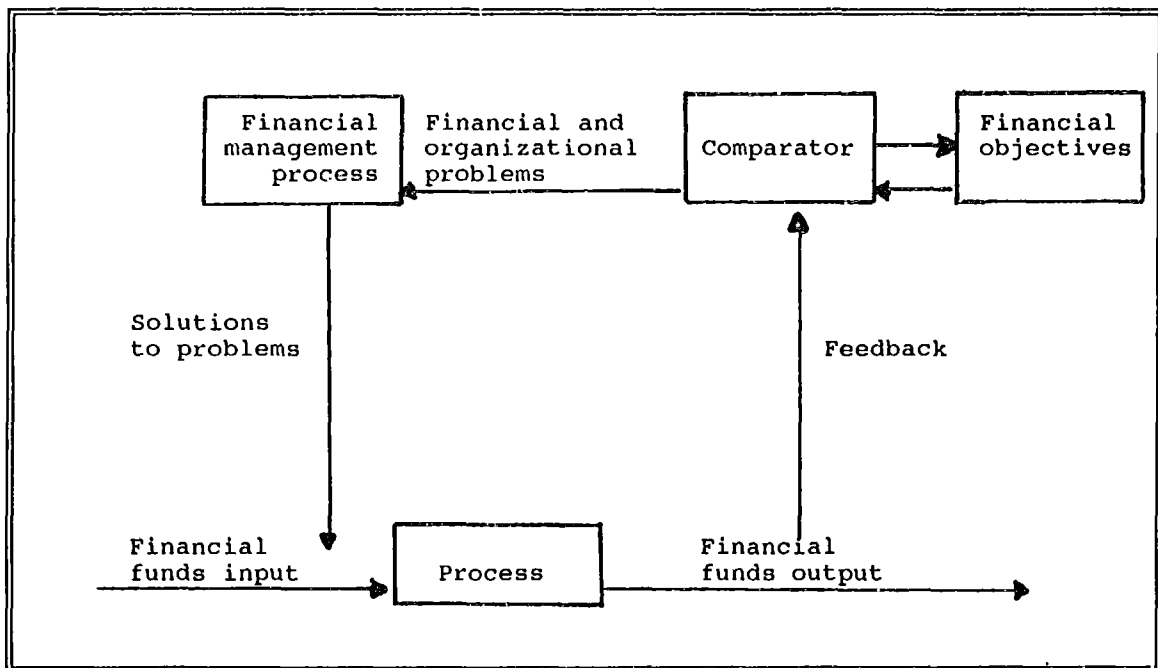 Financial
management
process
Financial and
organizational
problems
Comparator
Financial
objectives
Solutions
to problems
Feedback
Financial
funds input
Process
Financial
funds output